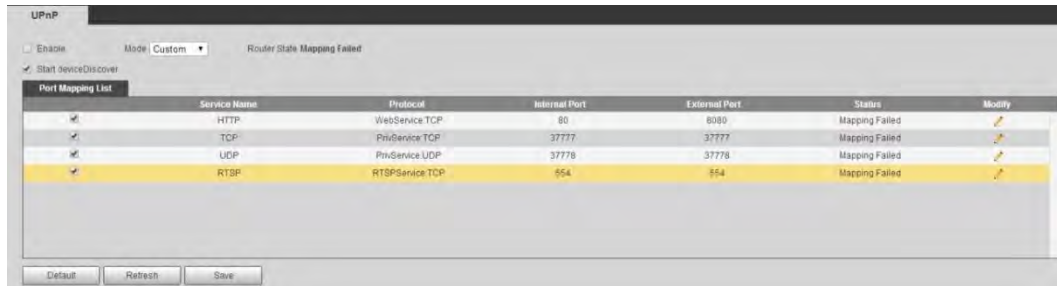 UPnP
Enable Mode Custom Router State Mapping Failed
Start deviceDiscover
Port Mapping List
Service Name Protocol Internal Port External Port Status Modify
HTTP WebService:TCP 80 8080 Mapping Failed
TCP PrivService:TCP 37777 37777 Mapping Failed
UDP PrivService:UDP 37778 37778 Mapping Failed
RTSP RTSPService:TCP 554 554 Mapping Failed
Default Refresh Save